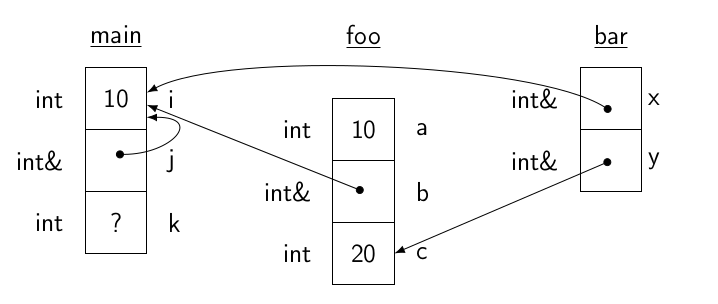 main foo bar
int 10 i
int& j
int ? k
int 10 a
int& b
int 20 c
int& x
int& y